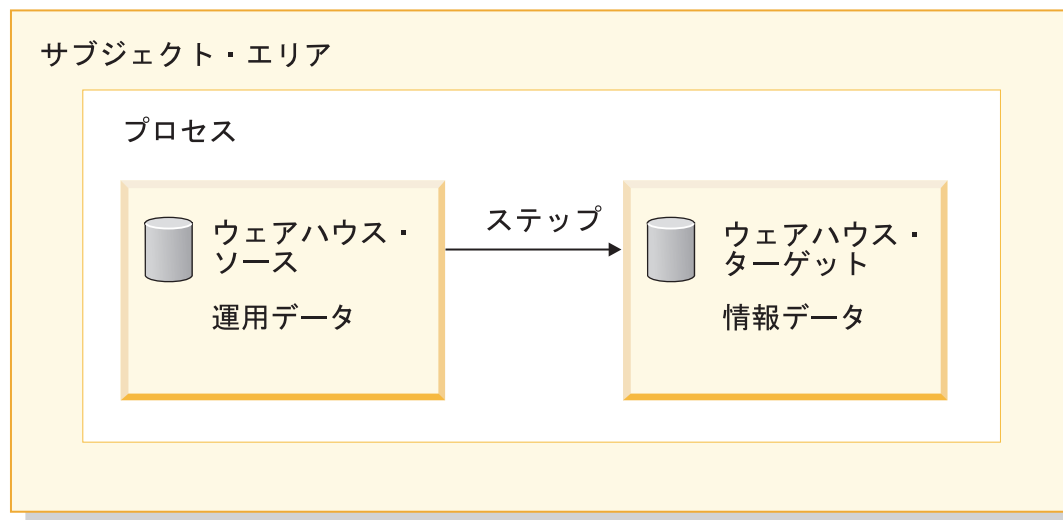 サブジェクト・エリア
プロセス
ウェアハウス・
ソース
運用データ
ステップ
ウェアハウス・
ターゲット
情報データ